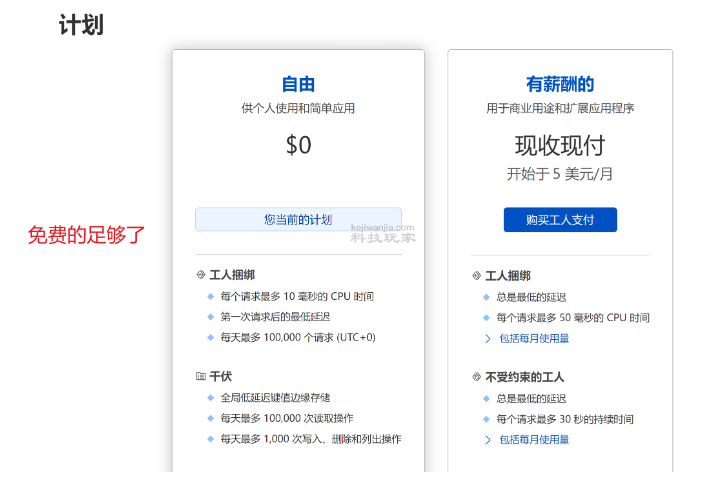 计划
自由
供个人使用和简单应用
$0
您当前的计划
工人捆绑
每个请求最多 10 毫秒的 CPU 时间
第一次请求后的最低延迟
每天最多 100,000 个请求 (UTC+0)
千伏
全局低延迟键值边缘存储
每天最多 100,000 次读取操作
每天最多 1,000 次写入、删除和列出操作
有薪酬的
用于商业用途和扩展应用程序
现收现付
开始于 5 美元/月
购买工人支付
工人捆绑
总是最低的延迟
每个请求最多 50 毫秒的 CPU 时间
包括每月使用量
不受约束的工人
总是最低的延迟
每个请求最多 30 秒的持续时间
包括每月使用量
免费的足够了
kejiwanjia.com
科技玩家